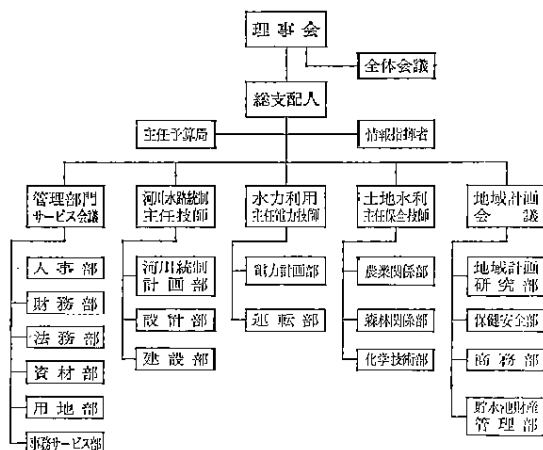 理事会
全体会議
総支配人
主任予算局
情報指揮者
管理部門
サービス会議
河川水路統制
主任技師
水力利用
主任電力技師
土地水利
主任保全技師
地域計画
会議
人事部
財務部
法務部
資材部
用地部
事務サービス部
河川統制
計画部
設計部
建設部
電力計画部
運転部
農業関係部
森林関係部
化学技術部
地域計画
研究部
保健安全部
商務部
貯水池財産
管理部